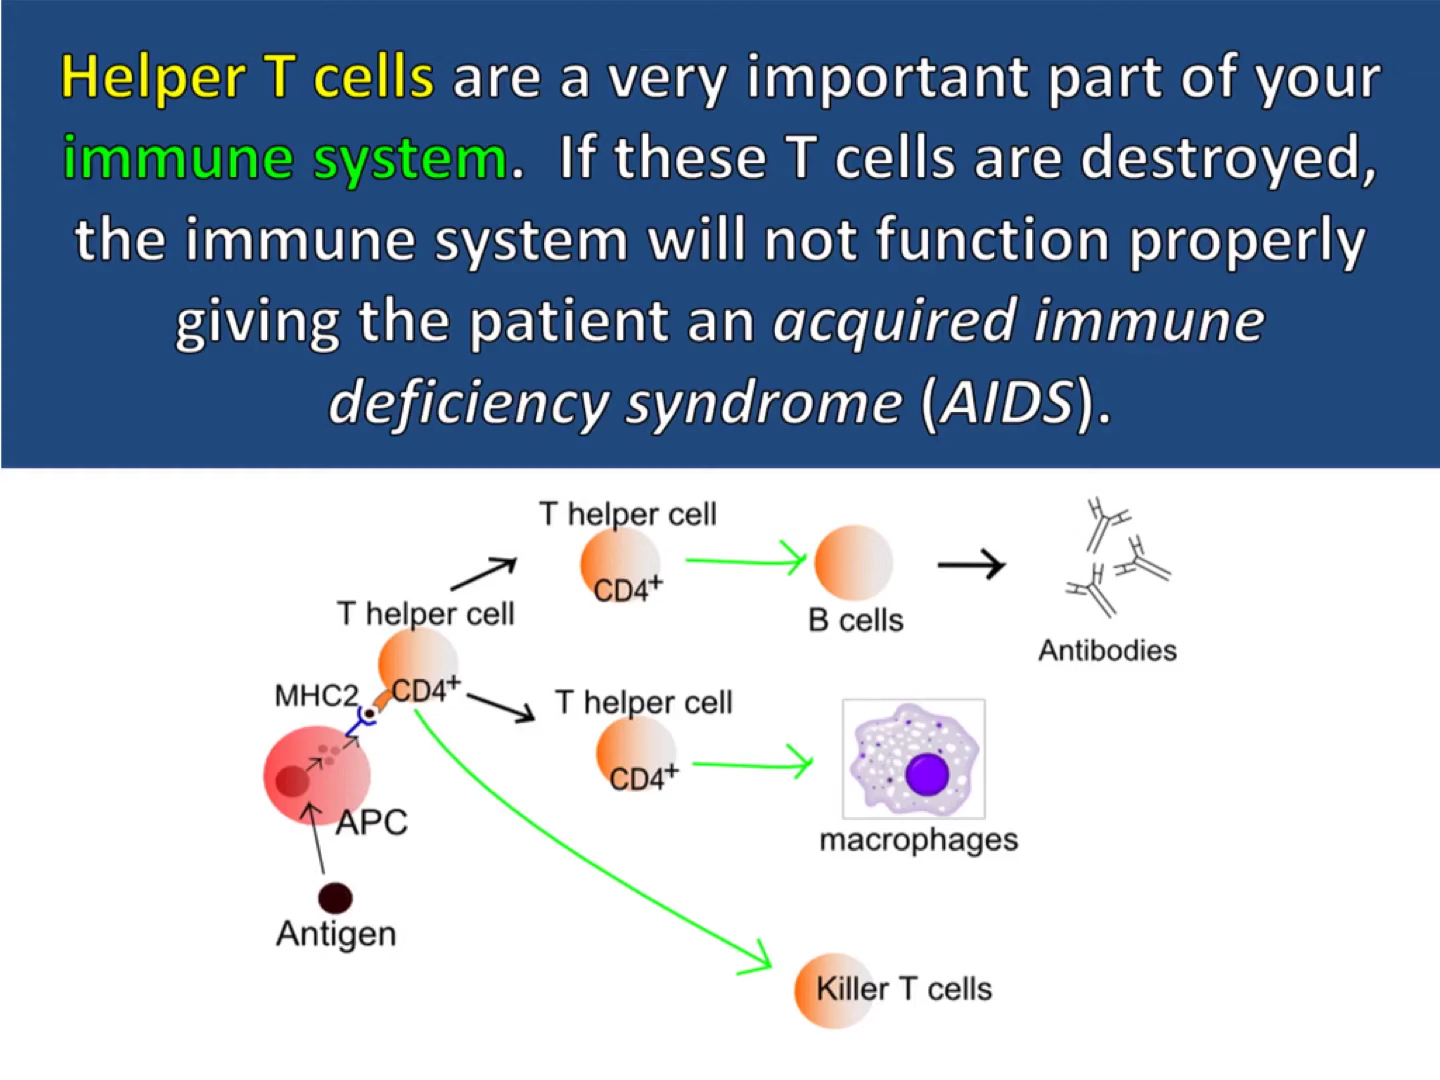 Helper T cells are a very important part of your
immune system. If these T cells are destroyed,
the immune system will not function properly
giving the patient an acquired immune
deficiency syndrome (AIDS).
T helper cell
CD4+
B cells
Antibodies
T helper cell
CD4+
MHC2
T helper cell
CD4+
macrophages
APC
Antigen
Killer T cells